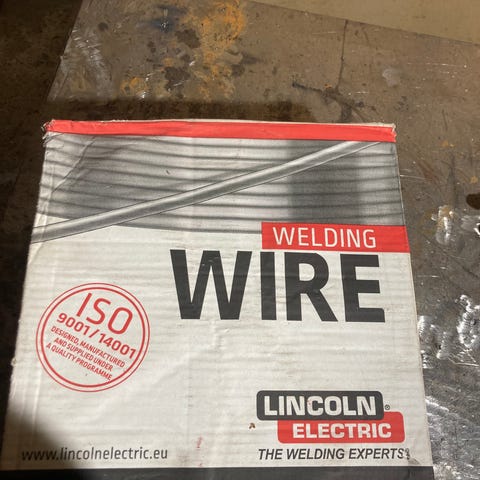 WELDING
WIRE
ISO
9001/14001
DESIGNED, MANUFACTURED
AND SUPPLIED UNDER
A QUALITY PROGRAMME
LINCOLN®
ELECTRIC
THE WELDING EXPERTS
www.lincolnelectric.eu